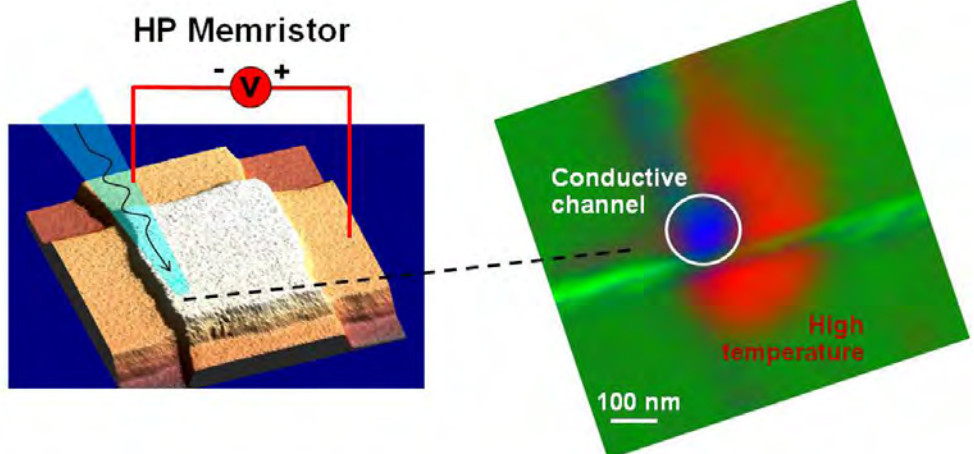 HP Memristor
- V +
Conductive
channel
High
temperature
100 nm